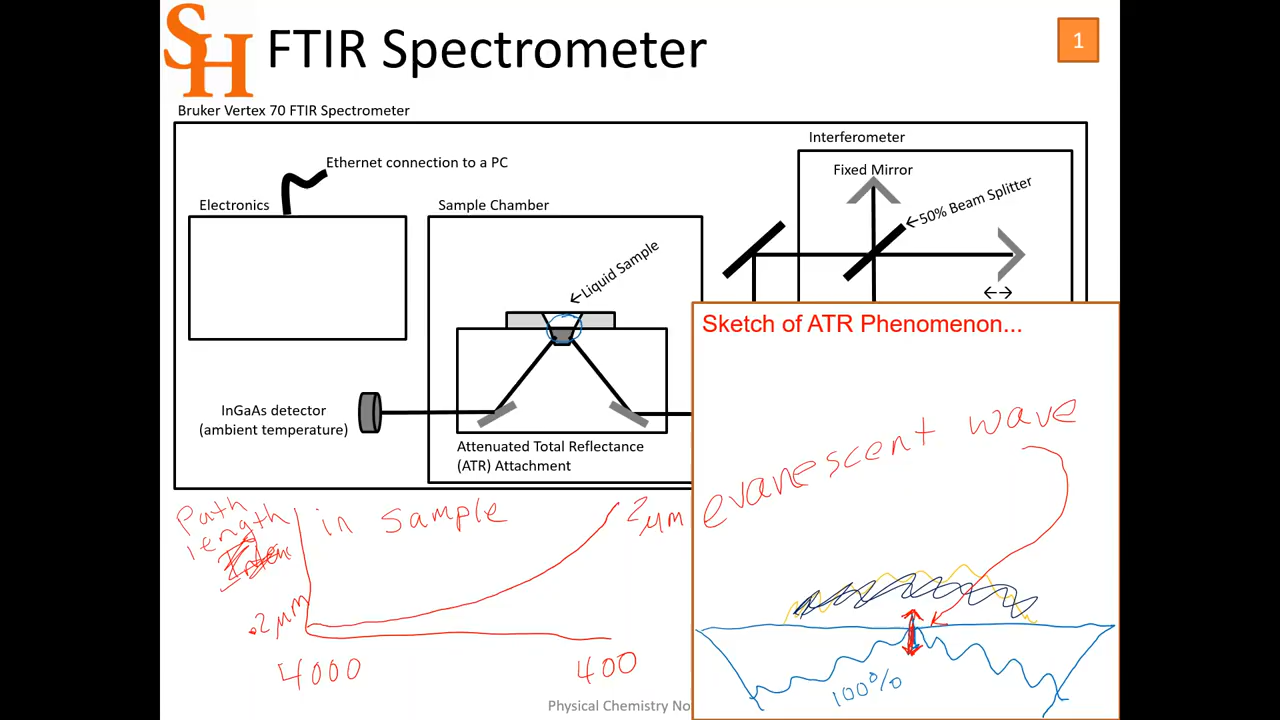 SH
FTIR Spectrometer
1
Bruker Vertex 70 FTIR Spectrometer
Interferometer
Ethernet connection to a PC
Fixed Mirror
Electronics
Sample Chamber
←50% Beam Splitter
←Liquid Sample
←→
Sketch of ATR Phenomenon...
InGaAs detector
(ambient temperature)
Attenuated Total Reflectance
(ATR) Attachment
evanescent wave
Path
length
in sample
2μm
.2μm
4000
400
100%
Physical Chemistry No